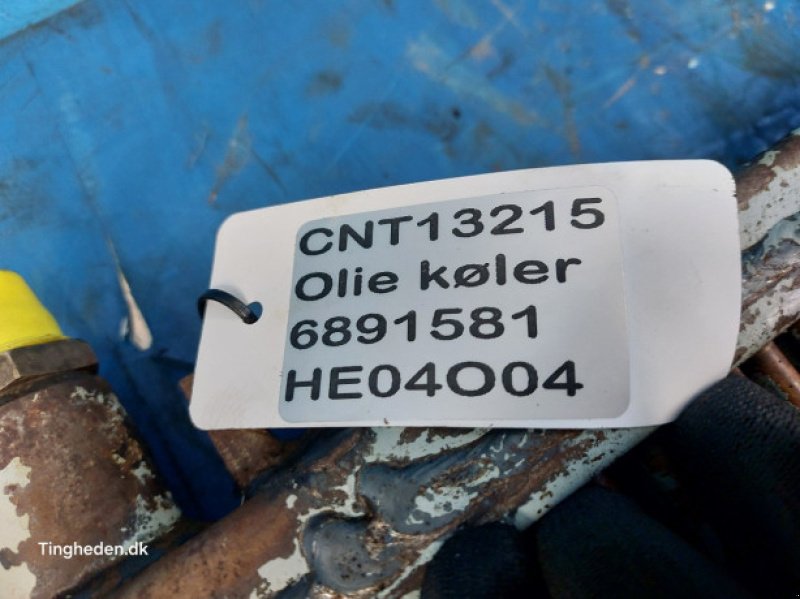 CNT13215
Olie køler
6891581
HE04O04
Tingheden.dk